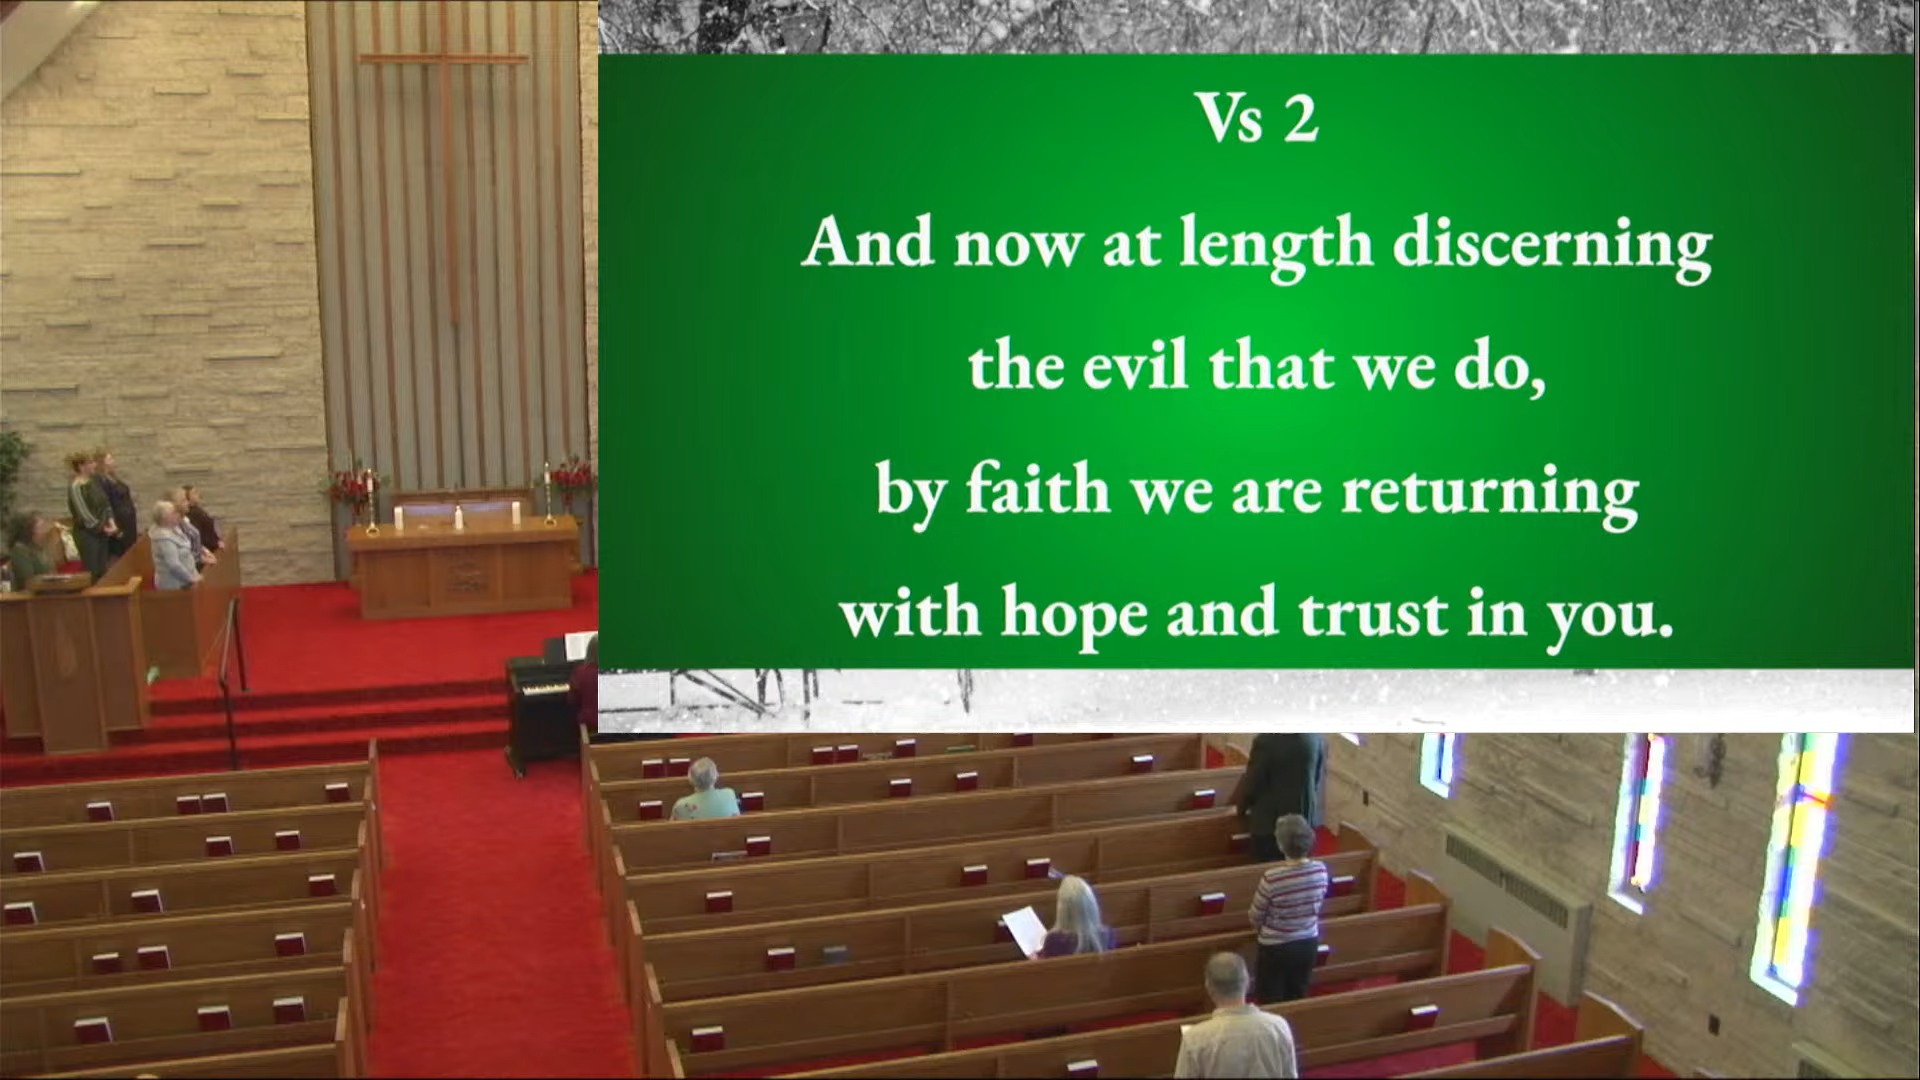 Vs 2
And now at length discerning
the evil that we do,
by faith we are returning
with hope and trust in you.